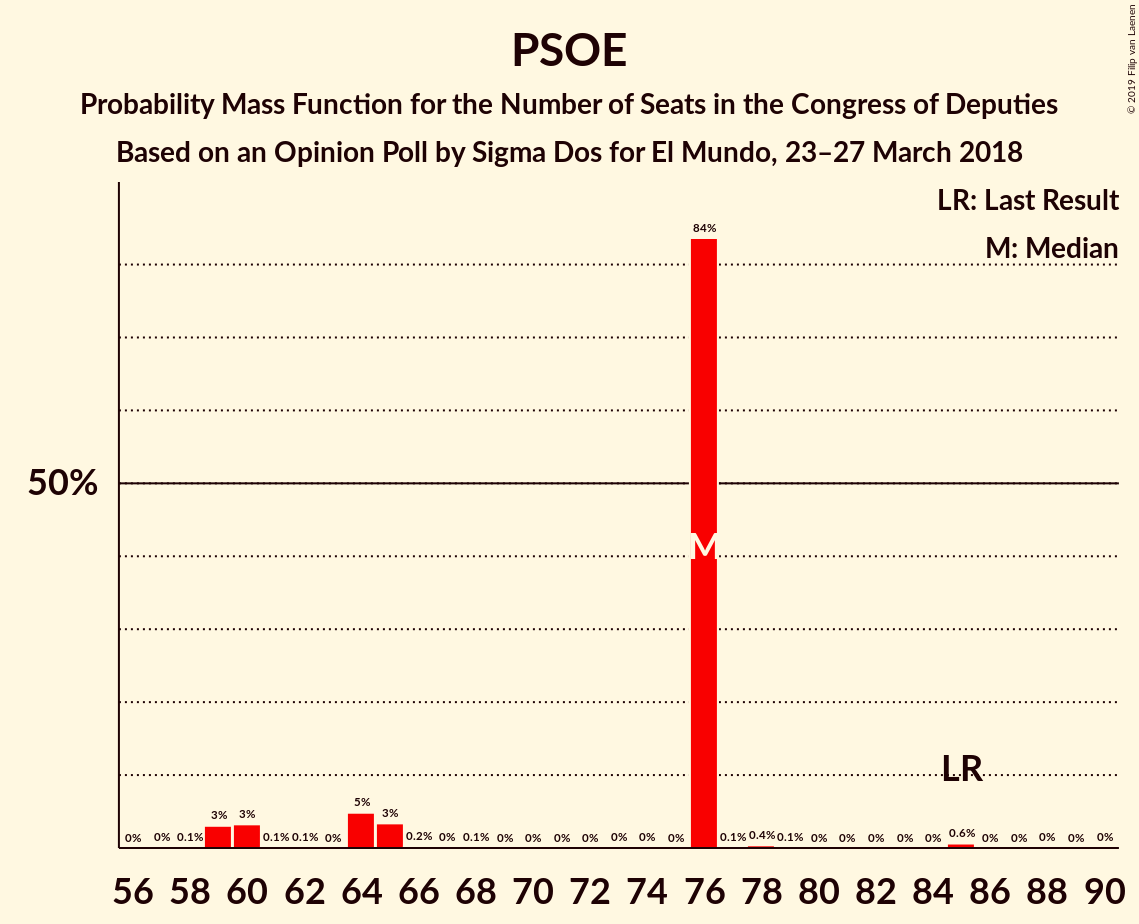 PSOE
Probability Mass Function for the Number of Seats in the Congress of Deputies
Based on an Opinion Poll by Sigma Dos for El Mundo, 23–27 March 2018
© 2019 Filip van Laenen
LR: Last Result
M: Median
84%
50%
M
LR
0% 0% 0.1% 3% 3% 0.1% 0.1% 0% 5% 3% 0.2% 0% 0.1% 0% 0% 0% 0% 0% 0% 0% 0.1% 0.4% 0.1% 0% 0% 0% 0% 0% 0.6% 0% 0% 0% 0% 0%
56 58 60 62 64 66 68 70 72 74 76 78 80 82 84 86 88 90